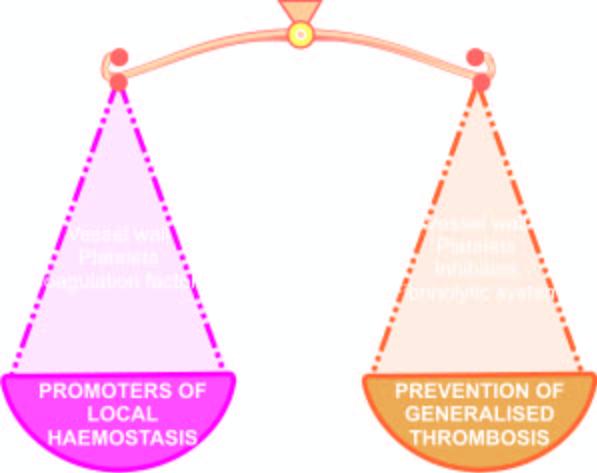 Vessel wall
Platelets
Coagulation factors
Vessel wall
Platelets
Inhibitors
Fibrinolytic system
PROMOTERS OF
LOCAL
HAEMOSTASIS
PREVENTION OF
GENERALISED
THROMBOSIS